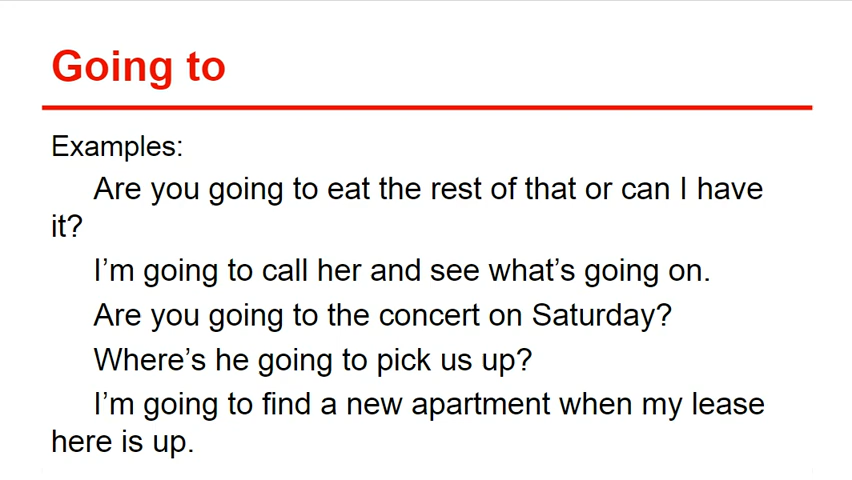 Going to
Examples:
Are you going to eat the rest of that or can I have
it?
I’m going to call her and see what’s going on.
Are you going to the concert on Saturday?
Where’s he going to pick us up?
I’m going to find a new apartment when my lease
here is up.